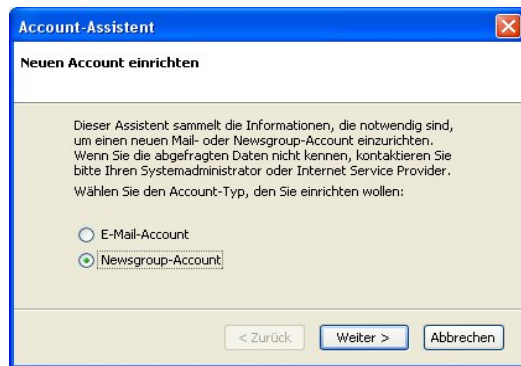 Account-Assistent
Neuen Account einrichten
Dieser Assistent sammelt die Informationen, die notwendig sind,
um einen neuen Mail- oder Newsgroup-Account einzurichten.
Wenn Sie die abgefragten Daten nicht kennen, kontaktieren Sie
bitte Ihren Systemadministrator oder Internet Service Provider.
Wählen Sie den Account-Typ, den Sie einrichten wollen:
E-Mail-Account
Newsgroup-Account
< Zurück Weiter > Abbrechen